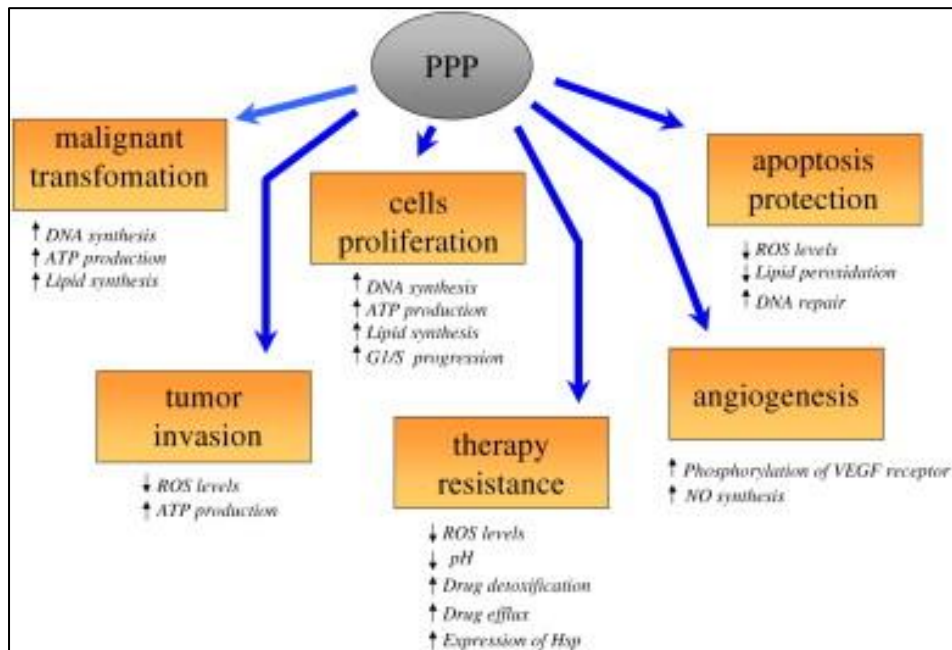 PPP
malignant
transfomation
↑ DNA synthesis
↑ ATP production
↑ Lipid synthesis
cells
proliferation
↑ DNA synthesis
↑ ATP production
↑ Lipid synthesis
↑ G1/S progression
apoptosis
protection
↓ ROS levels
↓ Lipid peroxidation
↑ DNA repair
tumor
invasion
↓ ROS levels
↑ ATP production
therapy
resistance
↓ ROS levels
↓ pH
↑ Drug detoxification
↑ Drug efflux
↑ Expression of Hsp
angiogenesis
↑ Phosphorylation of VEGF receptor
↑ NO synthesis